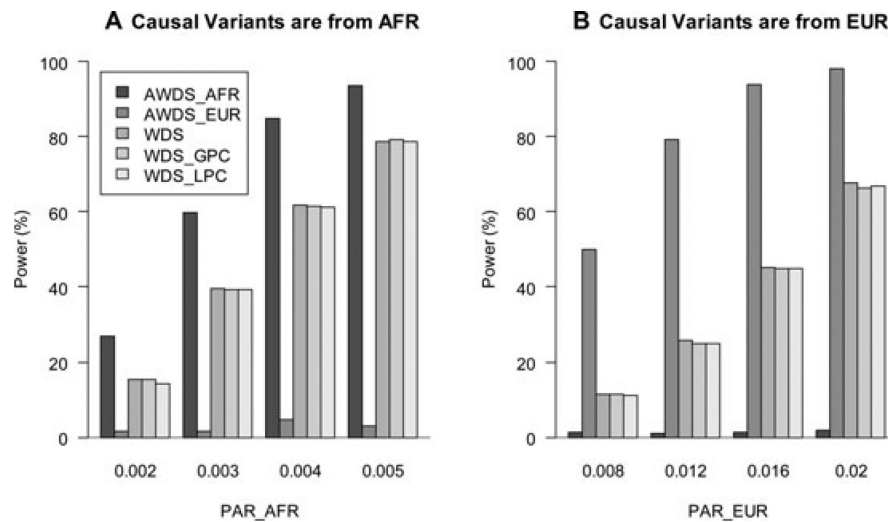 A Causal Variants are from AFR
Power (%)
100
80
60
40
20
0
AWDS_AFR
AWDS_EUR
WDS
WDS_GPC
WDS_LPC
0.002 0.003 0.004 0.005
PAR_AFR
B Causal Variants are from EUR
Power (%)
100
80
60
40
20
0
0.008 0.012 0.016 0.02
PAR_EUR